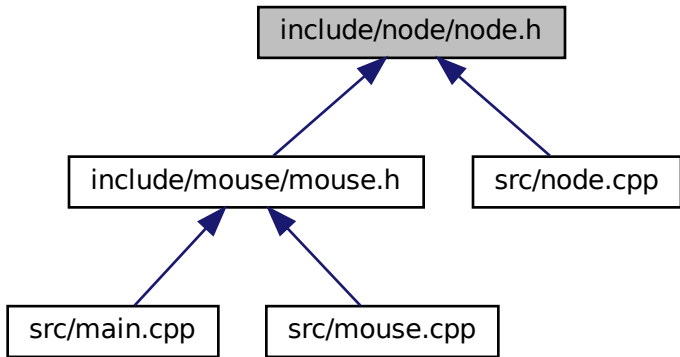 include/node/node.h
include/mouse/mouse.h
src/node.cpp
src/main.cpp
src/mouse.cpp